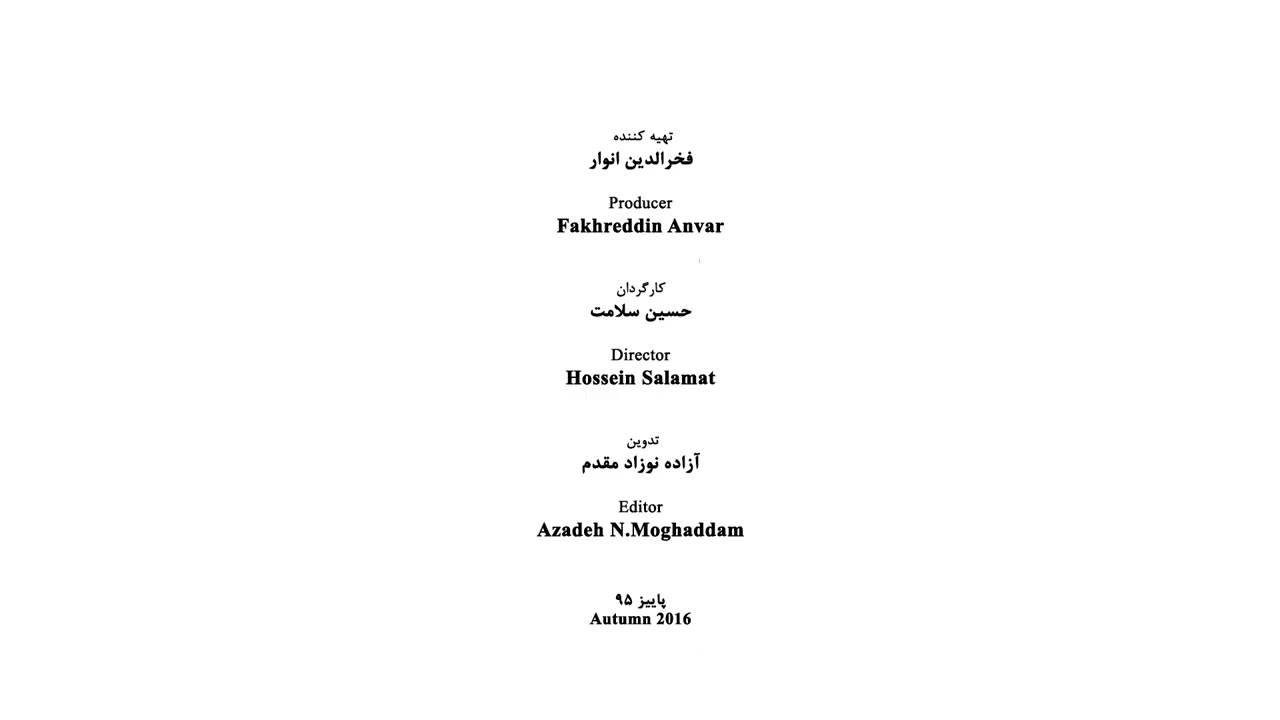 تهیه کننده
فخرالدین انوار
Producer
Fakhreddin Anvar
کارگردان
حسین سلامت
Director
Hossein Salamat
تدوین
آزاده نوزاد مقدم
Editor
Azadeh N.Moghaddam
پاییز ۹۵
Autumn 2016